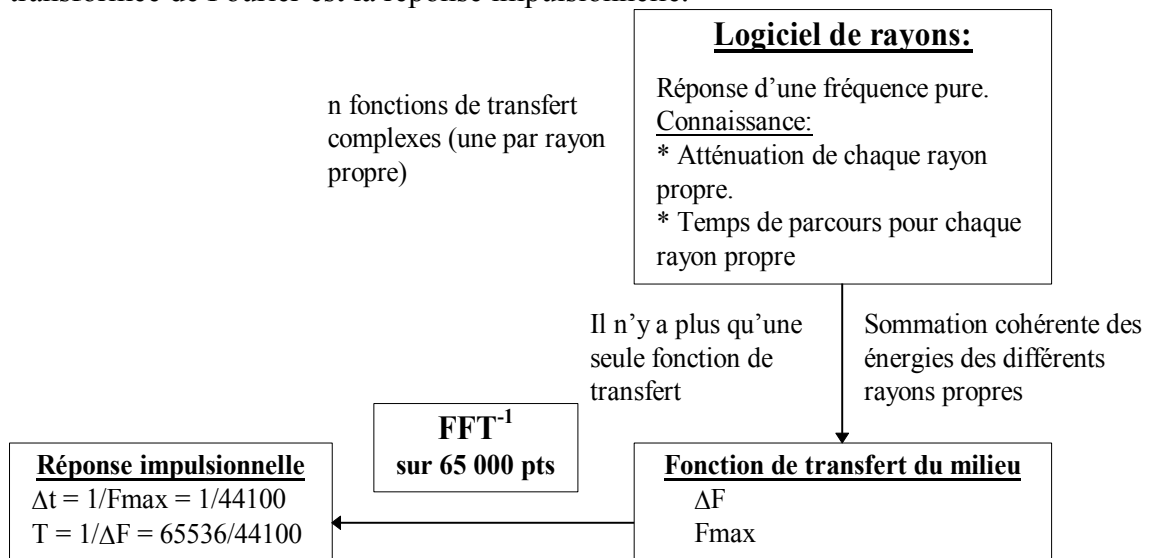 transformée de Fourier est la réponse impulsionnelle.
Logiciel de rayons:
Réponse d’une fréquence pure.
Connaissance:
* Atténuation de chaque rayon
propre.
* Temps de parcours pour chaque
rayon propre
n fonctions de transfert
complexes (une par rayon
propre)
Il n’y a plus qu’une
seule fonction de
transfert
Sommation cohérente des
énergies des différents
rayons propres
FFT⁻¹
sur 65 000 pts
Réponse impulsionnelle
Δt = 1/Fmax = 1/44100
T = 1/ΔF = 65536/44100
Fonction de transfert du milieu
ΔF
Fmax